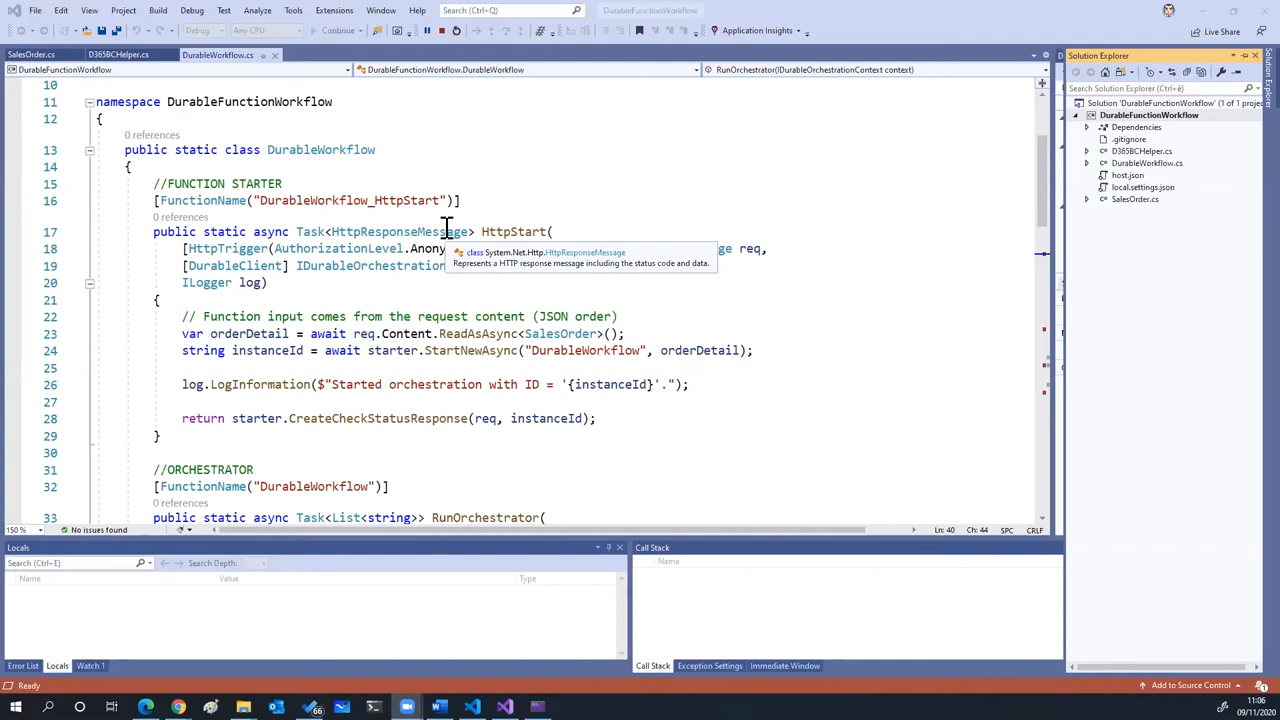 File Edit View Project Build Debug Test Analyze Tools Extensions Window Help Search (Ctrl+Q) DurableFunctionWorkflow
Debug Any CPU Continue Application Insights Live Share
SalesOrder.cs D365BCHelper.cs DurableWorkflow.cs
DurableFunctionWorkflow DurableFunctionWorkflow.DurableWorkflow RunOrchestrator(IDurableOrchestrationContext context)
10
11 namespace DurableFunctionWorkflow
12 {
0 references
13 public static class DurableWorkflow
14 {
15 //FUNCTION STARTER
16 [FunctionName("DurableWorkflow_HttpStart")]
0 references
17 public static async Task<HttpResponseMessage> HttpStart(
18 [HttpTrigger(AuthorizationLevel.Anony ge req,
class System.Net.Http.HttpResponseMessage
Represents a HTTP response message including the status code and data.
19 [DurableClient] IDurableOrchestration
20 ILogger log)
21 {
22 // Function input comes from the request content (JSON order)
23 var orderDetail = await req.Content.ReadAsAsync<SalesOrder>();
24 string instanceId = await starter.StartNewAsync("DurableWorkflow", orderDetail);
25
26 log.LogInformation($"Started orchestration with ID = '{instanceId}'.");
27
28 return starter.CreateCheckStatusResponse(req, instanceId);
29 }
30
31 //ORCHESTRATOR
32 [FunctionName("DurableWorkflow")]
0 references
33 public static async Task<List<string>> RunOrchestrator(
150 % No issues found Ln: 40 Ch: 44 SPC CRLF
Solution Explorer
Search Solution Explorer (Ctrl+è)
Solution 'DurableFunctionWorkflow' (1 of 1 projec
DurableFunctionWorkflow
Dependencies
.gitignore
D365BCHelper.cs
DurableWorkflow.cs
host.json
local.settings.json
SalesOrder.cs
Solution Explorer
Locals
Search (Ctrl+E) Search Depth:
Name Value Type
Error List Locals Watch 1
Call Stack
Name
Call Stack Exception Settings Immediate Window
Ready Add to Source Control 1
66
11:06
09/11/2020